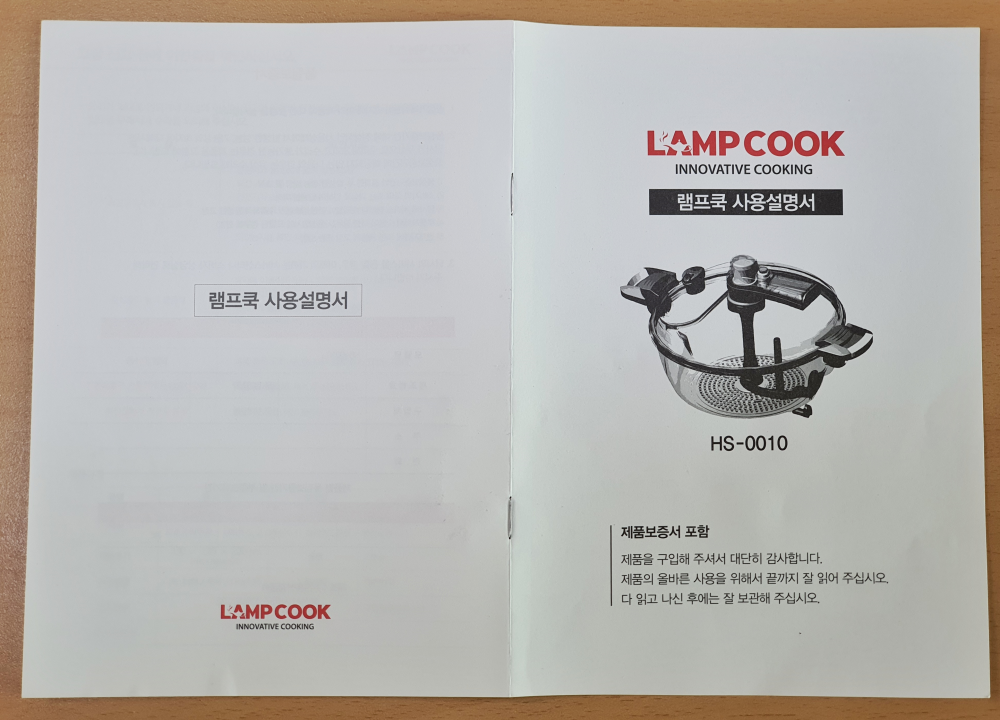 램프쿡 사용설명서
LAMPCOOK
INNOVATIVE COOKING
LAMPCOOK
INNOVATIVE COOKING
램프쿡 사용설명서
HS-0010
제품보증서 포함
제품을 구입해 주셔서 대단히 감사합니다.
제품의 올바른 사용을 위해서 끝까지 잘 읽어 주십시오.
다 읽고 나신 후에는 잘 보관해 주십시오.